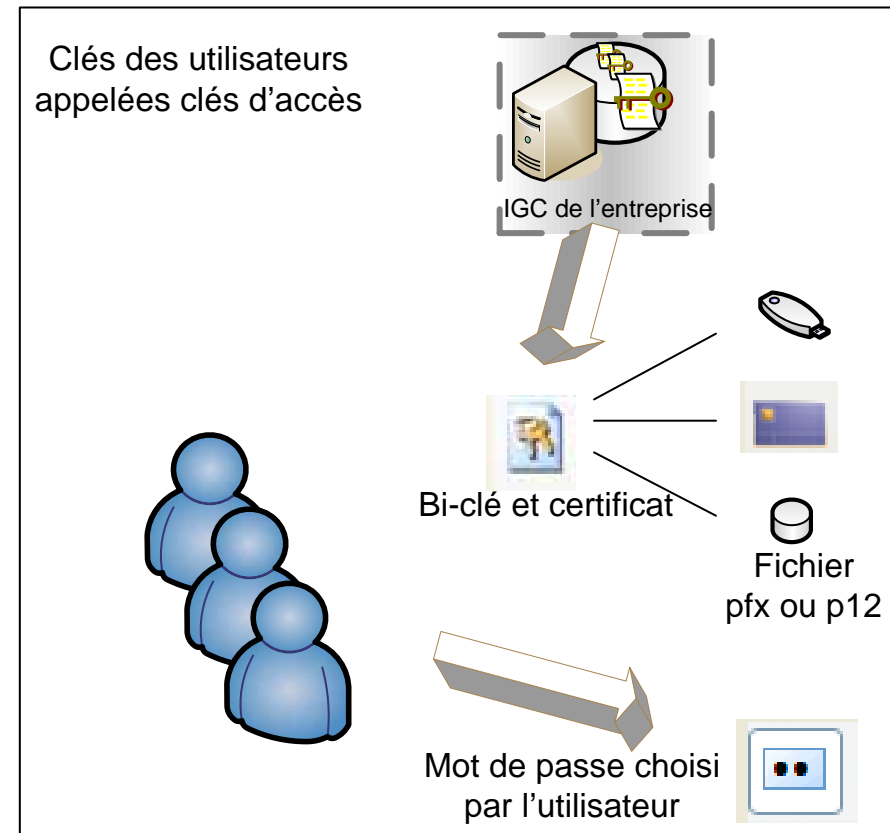 Clés des utilisateurs
appelées clés d'accès
IGC de l'entreprise
Bi-clé et certificat
Fichier
pfx ou p12
Mot de passe choisi
par l'utilisateur